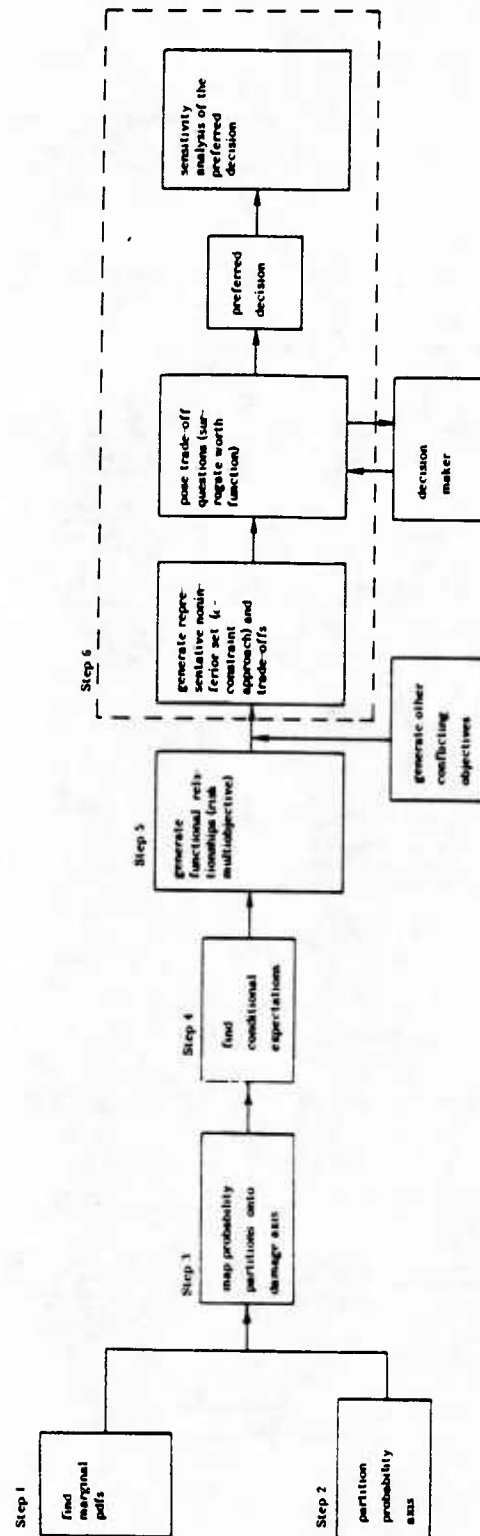 Step 1
find
marginal
pdfs
Step 2
partition
probability
axis
Step 3
map probability
partitions onto
damage axis
Step 4
find
conditional
expectations
Step 5
generate
functional rela-
tionships (risk
multiobjective)
generate other
conflicting
objectives
Step 6
generate repre-
sentative nonin-
ferior set (ε-
constraint
approach) and
trade-offs
pose trade-off
questions (sur-
rogate worth
function)
decision
maker
preferred
decision
sensitivity
analysis of the
preferred
decision